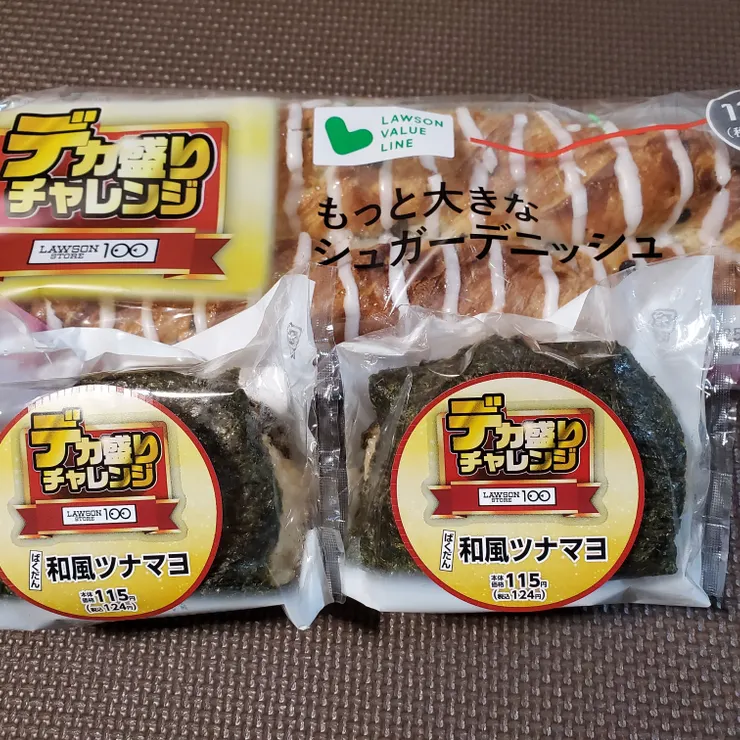 デカ盛り
チャレンジ
LAWSON
STORE 100
LAWSON
VALUE
LINE
もっと大きな
シュガーデニッシュ
デカ盛り
チャレンジ
LAWSON
STORE 100
ばくだん 和風ツナマヨ
本体価格 115円
(税込 124円)
デカ盛り
チャレンジ
LAWSON
STORE 100
ばくだん 和風ツナマヨ
本体価格 115円
(税込 124円)